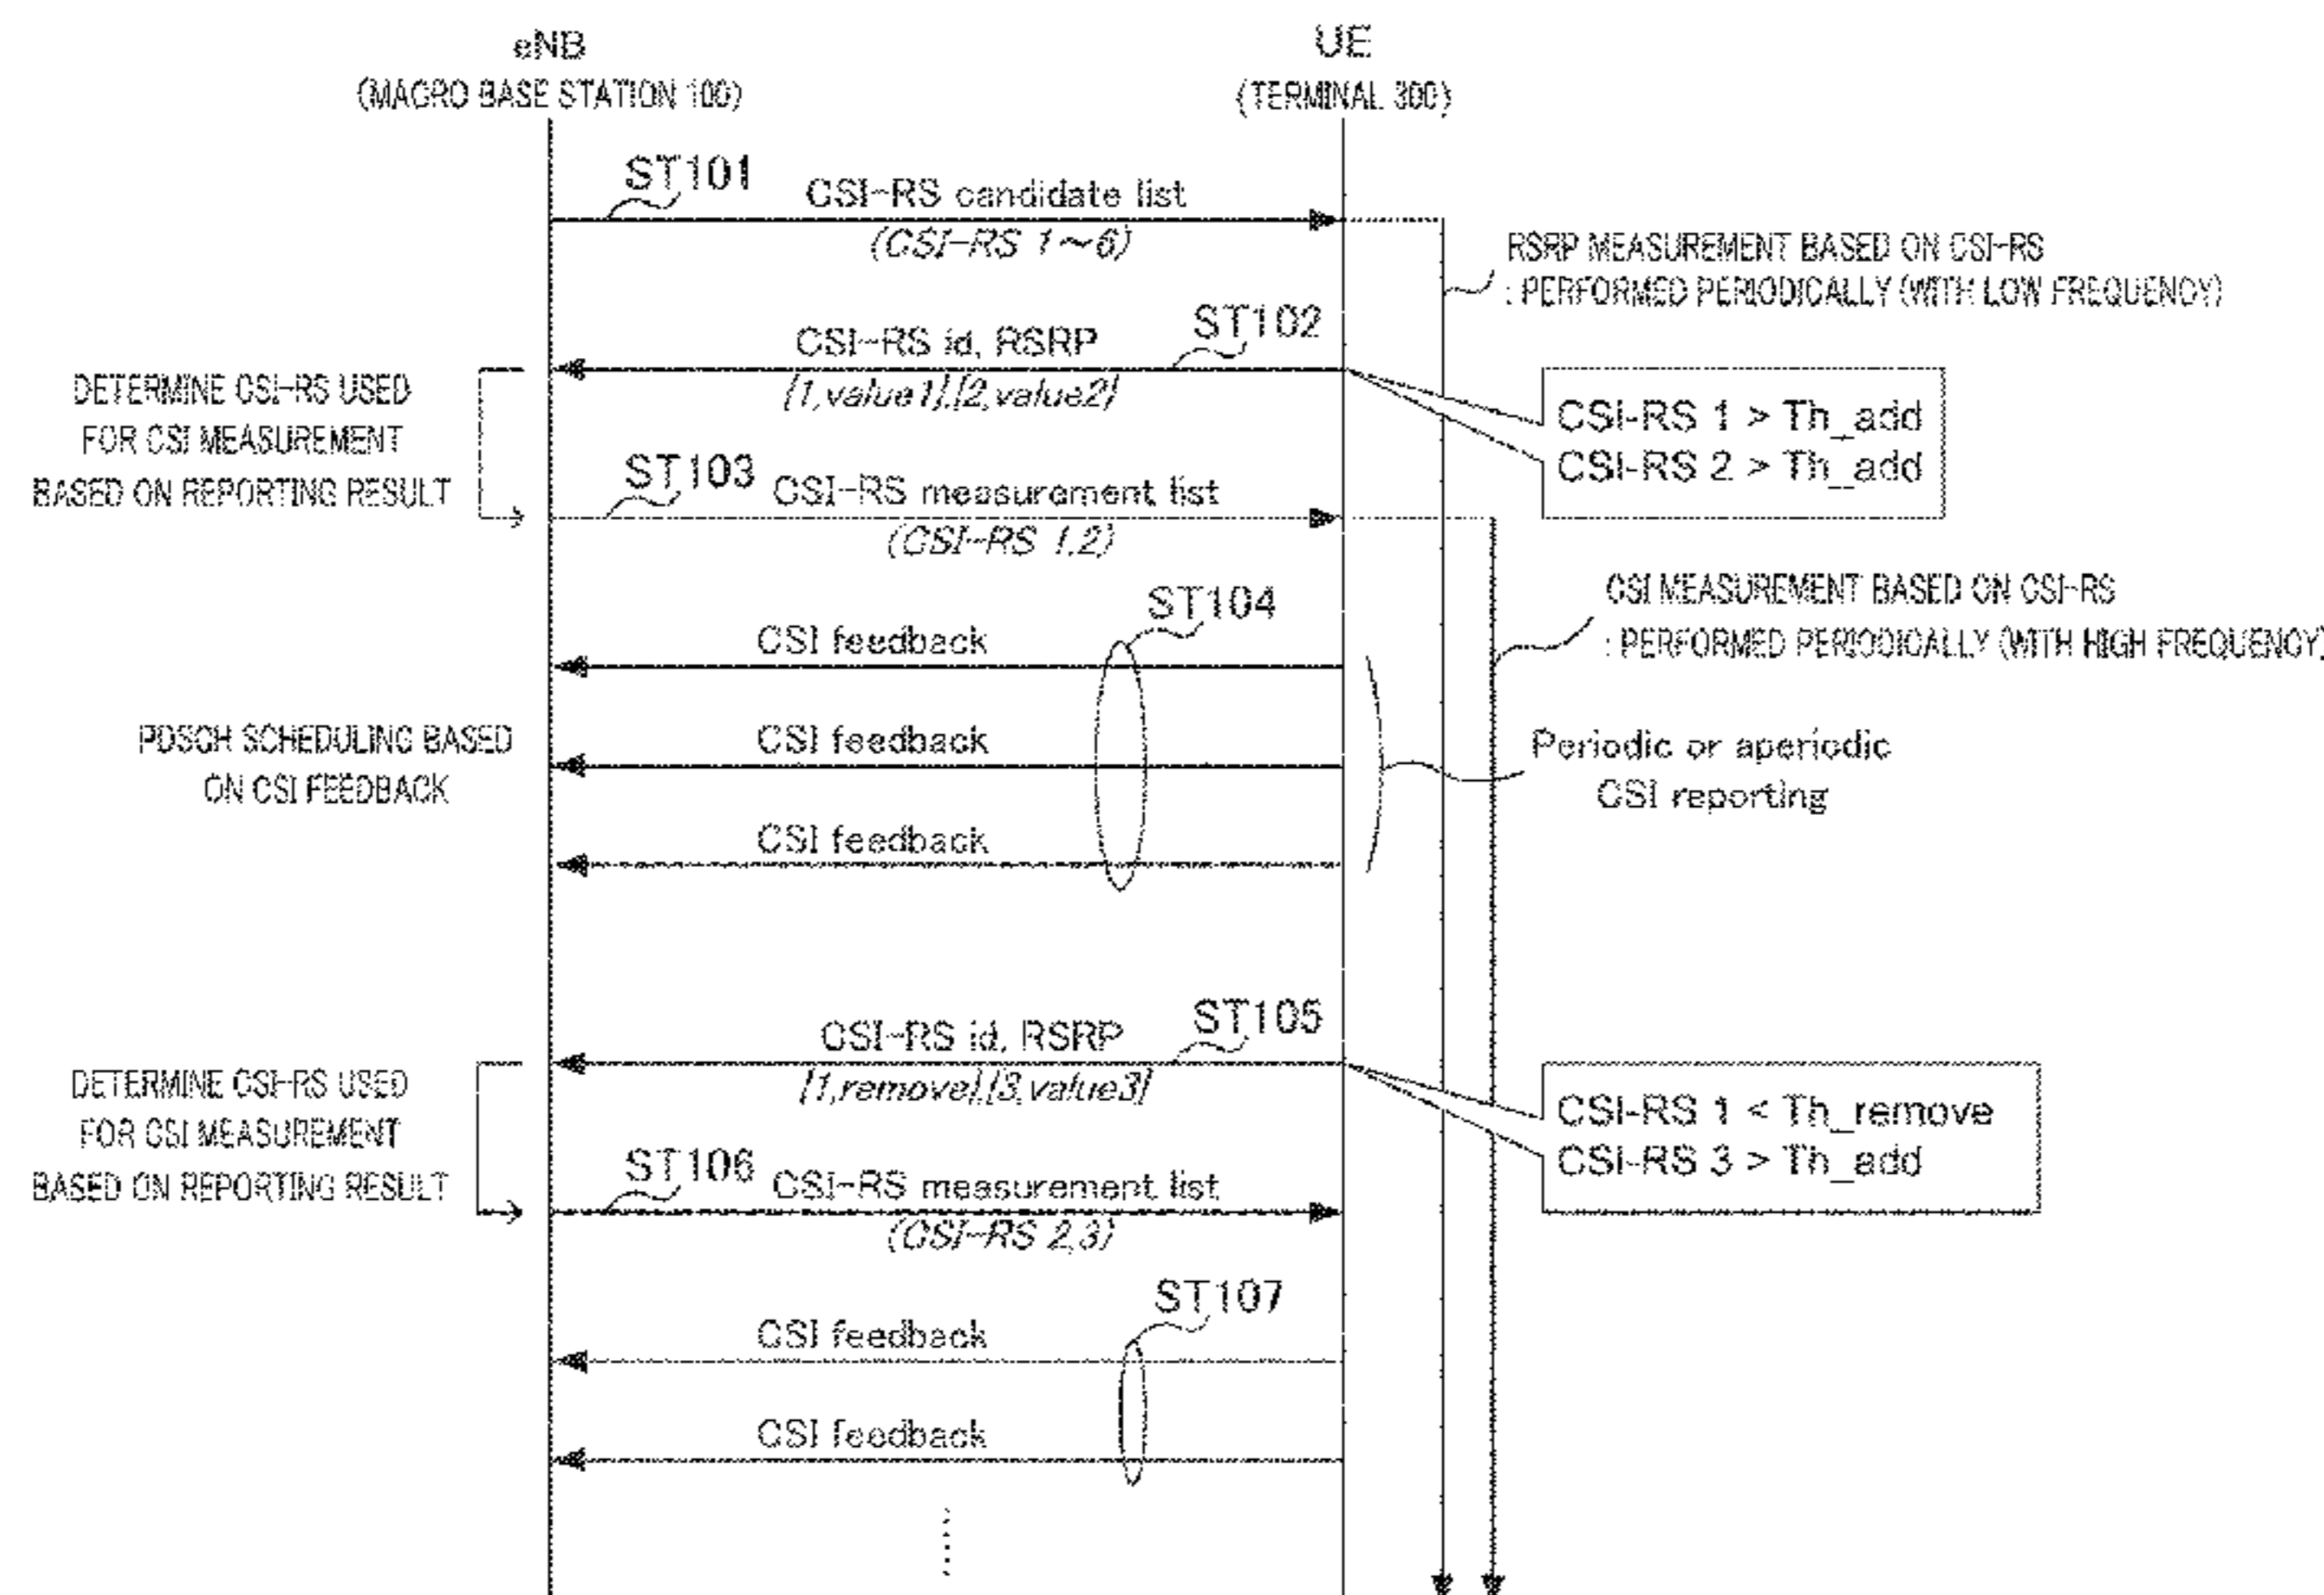 eNB
(MACRO BASE STATION 100)
UE
(TERMINAL 300)
ST101
CSI-RS candidate list
(CSI-RS 1~6)
RSRP MEASUREMENT BASED ON CSI-RS
: PERFORMED PERIODICALLY (WITH LOW FREQUENCY)
ST102
CSI-RS id, RSRP
[1,value1],[2,value2]
DETERMINE CSI-RS USED
FOR CSI MEASUREMENT
BASED ON REPORTING RESULT
CSI-RS 1 > Th_add
CSI-RS 2 > Th_add
ST103
CSI-RS measurement list
(CSI-RS 1,2)
CSI MEASUREMENT BASED ON CSI-RS
: PERFORMED PERIODICALLY (WITH HIGH FREQUENCY)
ST104
CSI feedback
CSI feedback
CSI feedback
PDSCH SCHEDULING BASED
ON CSI FEEDBACK
Periodic or aperiodic
CSI reporting
ST105
CSI-RS id, RSRP
[1,remove],[3,value3]
DETERMINE CSI-RS USED
FOR CSI MEASUREMENT
BASED ON REPORTING RESULT
CSI-RS 1 < Th_remove
CSI-RS 3 > Th_add
ST106
CSI-RS measurement list
(CSI-RS 2,3)
ST107
CSI feedback
CSI feedback